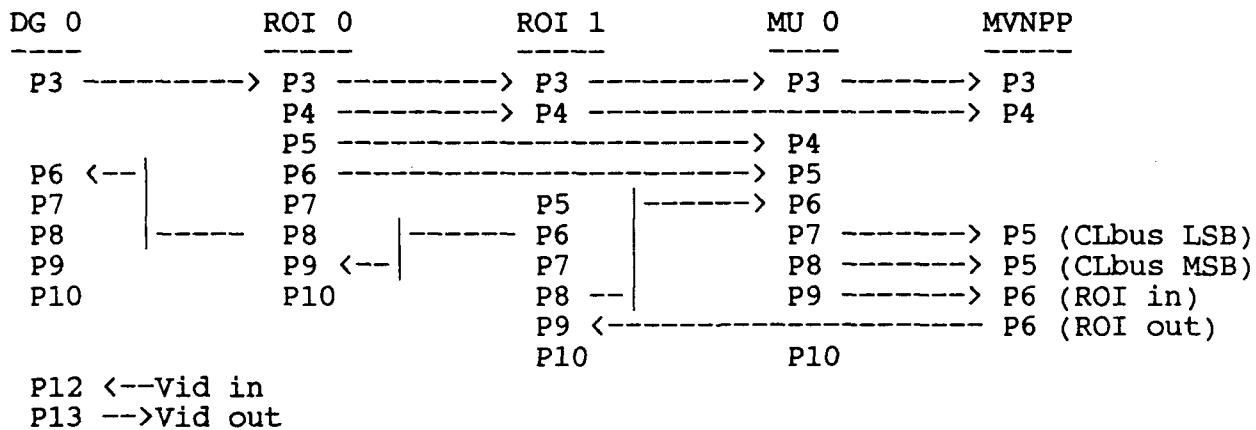 DG 0 ROI 0 ROI 1 MU 0 MVNPP
P3 ---------> P3 ---------> P3 ---------> P3 -------> P3
P4 ---------> P4 --------------------> P4
P5 ----------------------> P4
P6 <-- P6 ----------------------> P5
P7 P7 P5 ------> P6
P8 ----- P8 ------ P6 P7 -------> P5 (CLbus LSB)
P9 P9 <-- P7 P8 -------> P5 (CLbus MSB)
P10 P10 P8 -- P9 -------> P6 (ROI in)
P9 <-------------------- P6 (ROI out)
P10 P10
P12 <--Vid in
P13 -->Vid out